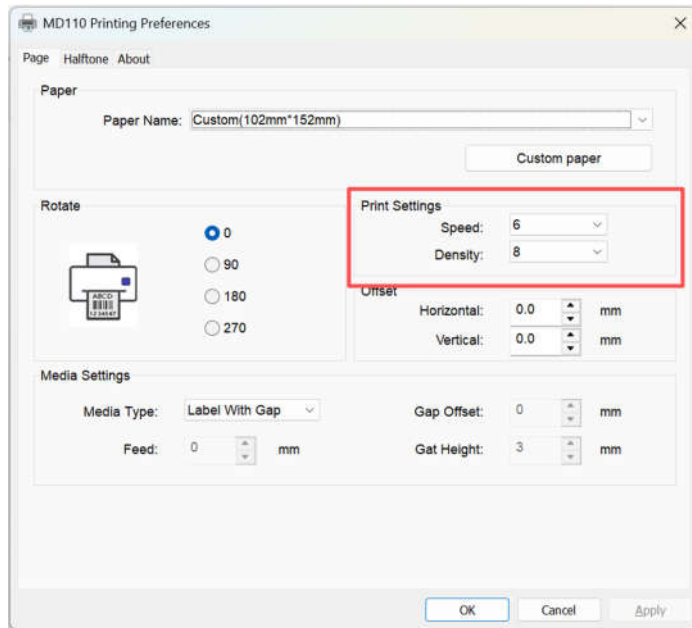 MD110 Printing Preferences
Page Halftone About
Paper
Paper Name: Custom(102mm*152mm)
Custom paper
Rotate
0
90
180
270
ABCD
1234567
Print Settings
Speed: 6
Density: 8
Offset
Horizontal: 0.0 mm
Vertical: 0.0 mm
Media Settings
Media Type: Label With Gap
Gap Offset: 0 mm
Feed: 0 mm
Gat Height: 3 mm
OK Cancel Apply